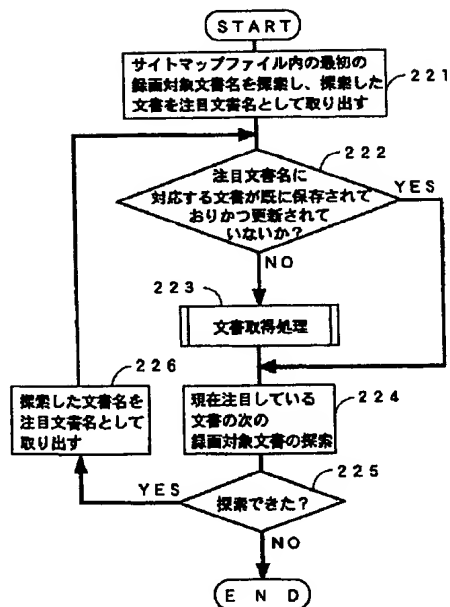 START
サイトマップファイル内の最初の
録画対象文書名を探索し、探索した
文書を注目文書名として取り出す
221
222
注目文書名に
対応する文書が既に保存されて
おりかつ更新されて
いないか?
YES
NO
223
文書取得処理
226
探索した文書名を
注目文書名として
取り出す
224
現在注目している
文書の次の
録画対象文書の探索
225
YES
探索できた?
NO
END